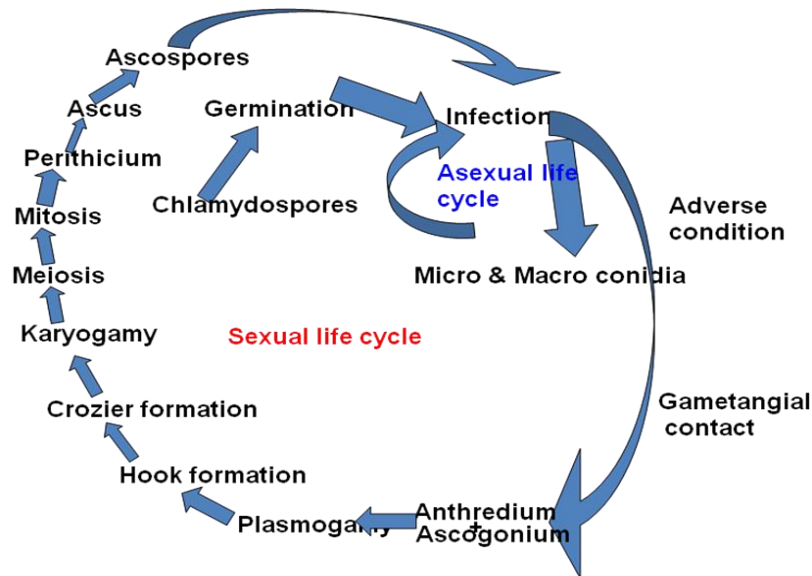 Ascospores
Ascus
Germination
Infection
Perithicium
Asexual life
cycle
Chlamydospores
Mitosis
Adverse
condition
Meiosis
Micro & Macro conidia
Karyogamy
Sexual life cycle
Crozier formation
Gametangial
contact
Hook formation
Plasmogamy
Anthredium
+
Ascogonium